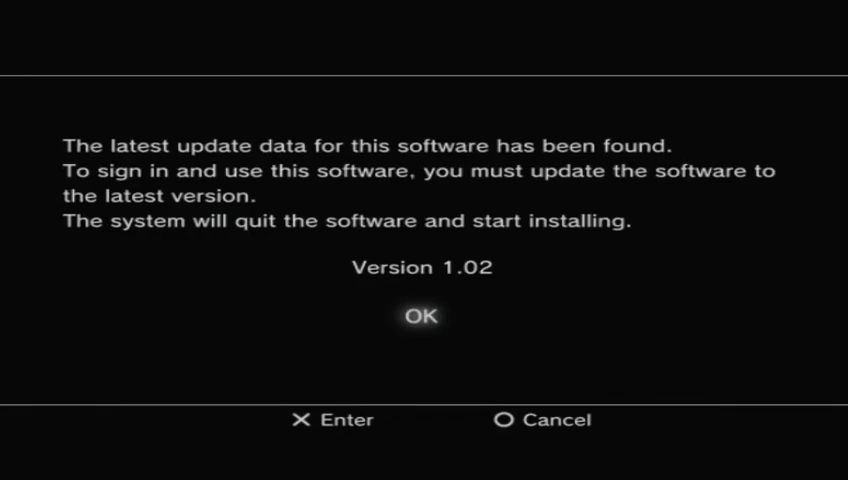 The latest update data for this software has been found.
To sign in and use this software, you must update the software to
the latest version.
The system will quit the software and start installing.
Version 1.02
OK
Enter
Cancel